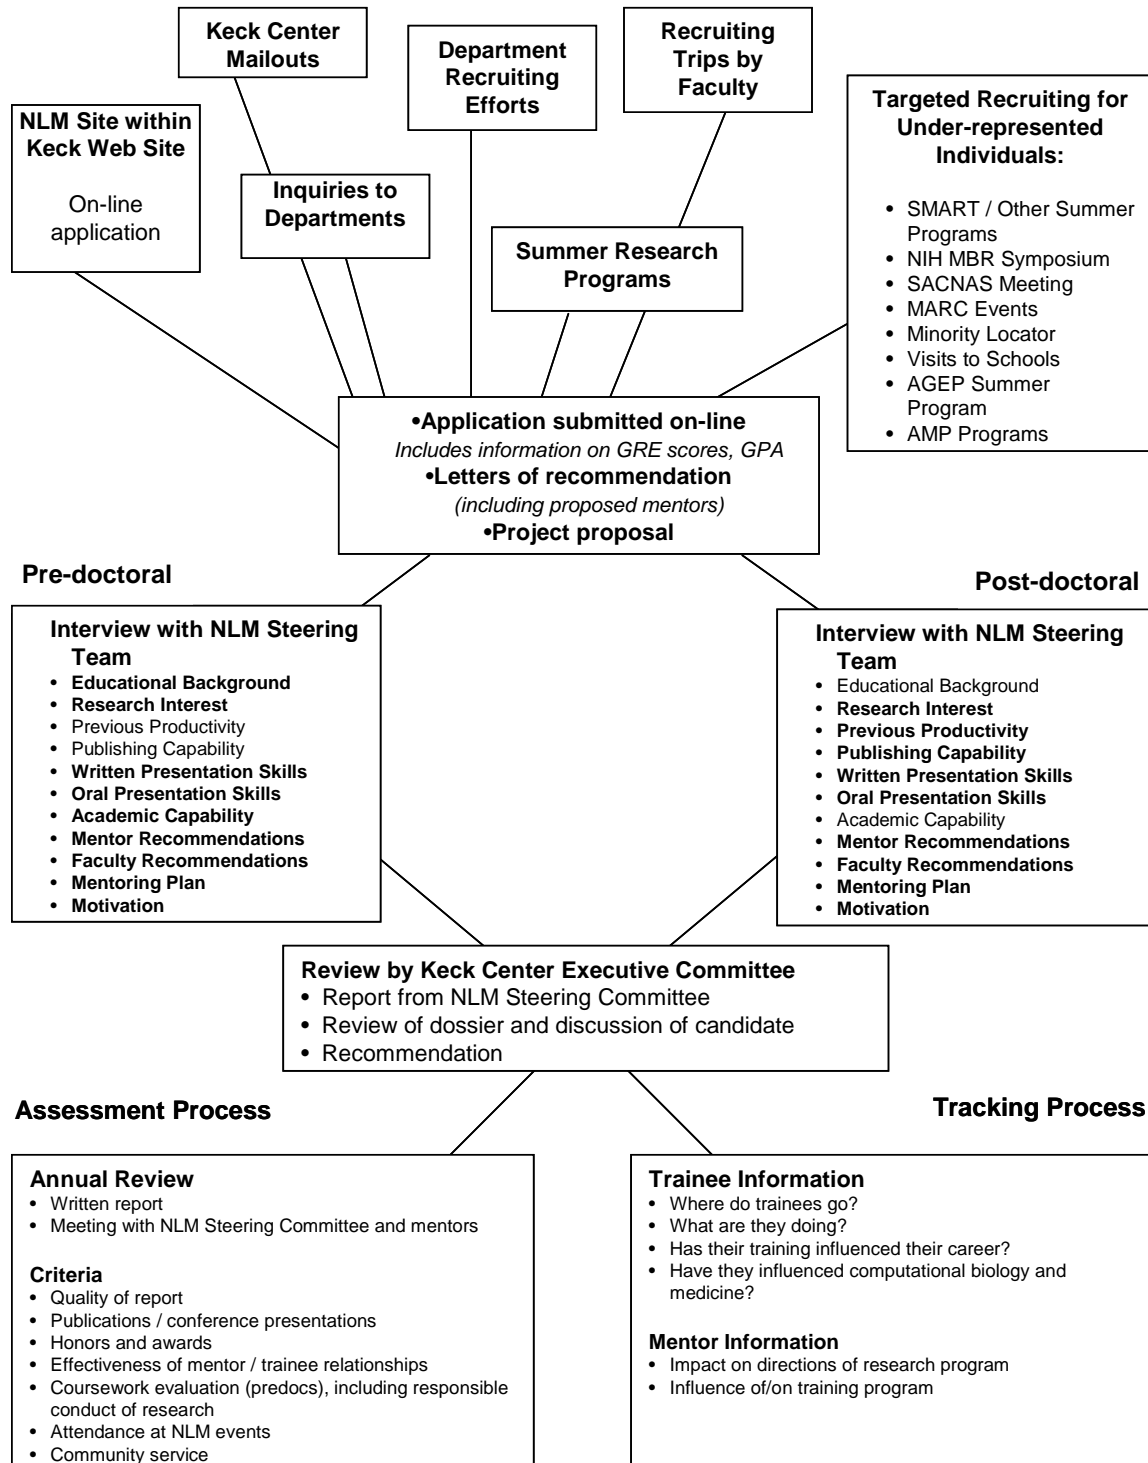 Keck Center
Mailouts
Department
Recruiting
Efforts
Recruiting
Trips by
Faculty
NLM Site within
Keck Web Site
On-line
application
Inquiries to
Departments
Summer Research
Programs
Targeted Recruiting for
Under-represented
Individuals:
• SMART / Other Summer
Programs
• NIH MBR Symposium
• SACNAS Meeting
• MARC Events
• Minority Locator
• Visits to Schools
• AGEP Summer
Program
• AMP Programs
•Application submitted on-line
Includes information on GRE scores, GPA
•Letters of recommendation
(including proposed mentors)
•Project proposal
Pre-doctoral
Interview with NLM Steering
Team
• Educational Background
• Research Interest
• Previous Productivity
• Publishing Capability
• Written Presentation Skills
• Oral Presentation Skills
• Academic Capability
• Mentor Recommendations
• Faculty Recommendations
• Mentoring Plan
• Motivation
Post-doctoral
Interview with NLM Steering
Team
• Educational Background
• Research Interest
• Previous Productivity
• Publishing Capability
• Written Presentation Skills
• Oral Presentation Skills
• Academic Capability
• Mentor Recommendations
• Faculty Recommendations
• Mentoring Plan
• Motivation
Review by Keck Center Executive Committee
• Report from NLM Steering Committee
• Review of dossier and discussion of candidate
• Recommendation
Assessment Process
Annual Review
• Written report
• Meeting with NLM Steering Committee and mentors
Criteria
• Quality of report
• Publications / conference presentations
• Honors and awards
• Effectiveness of mentor / trainee relationships
• Coursework evaluation (predocs), including responsible
conduct of research
• Attendance at NLM events
• Community service
Tracking Process
Trainee Information
• Where do trainees go?
• What are they doing?
• Has their training influenced their career?
• Have they influenced computational biology and
medicine?
Mentor Information
• Impact on directions of research program
• Influence of/on training program